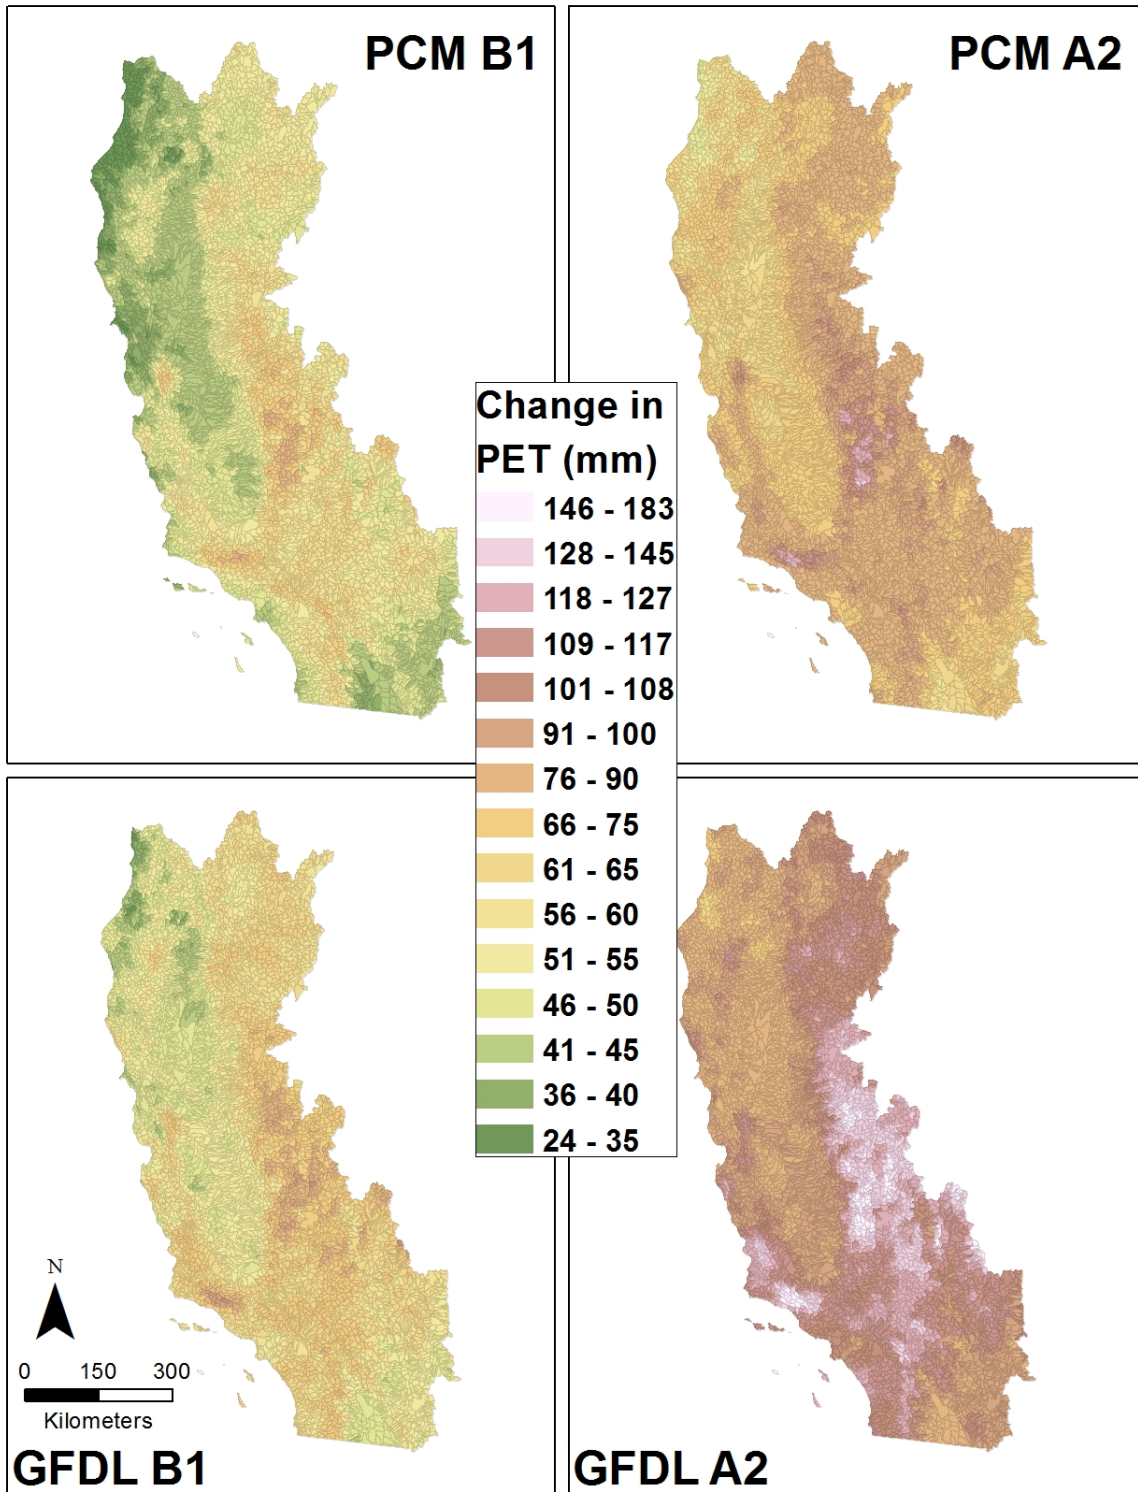 PCM B1
PCM A2
Change in
PET (mm)
146 - 183
128 - 145
118 - 127
109 - 117
101 - 108
91 - 100
76 - 90
66 - 75
61 - 65
56 - 60
51 - 55
46 - 50
41 - 45
36 - 40
24 - 35
N
0 150 300
Kilometers
GFDL B1
GFDL A2